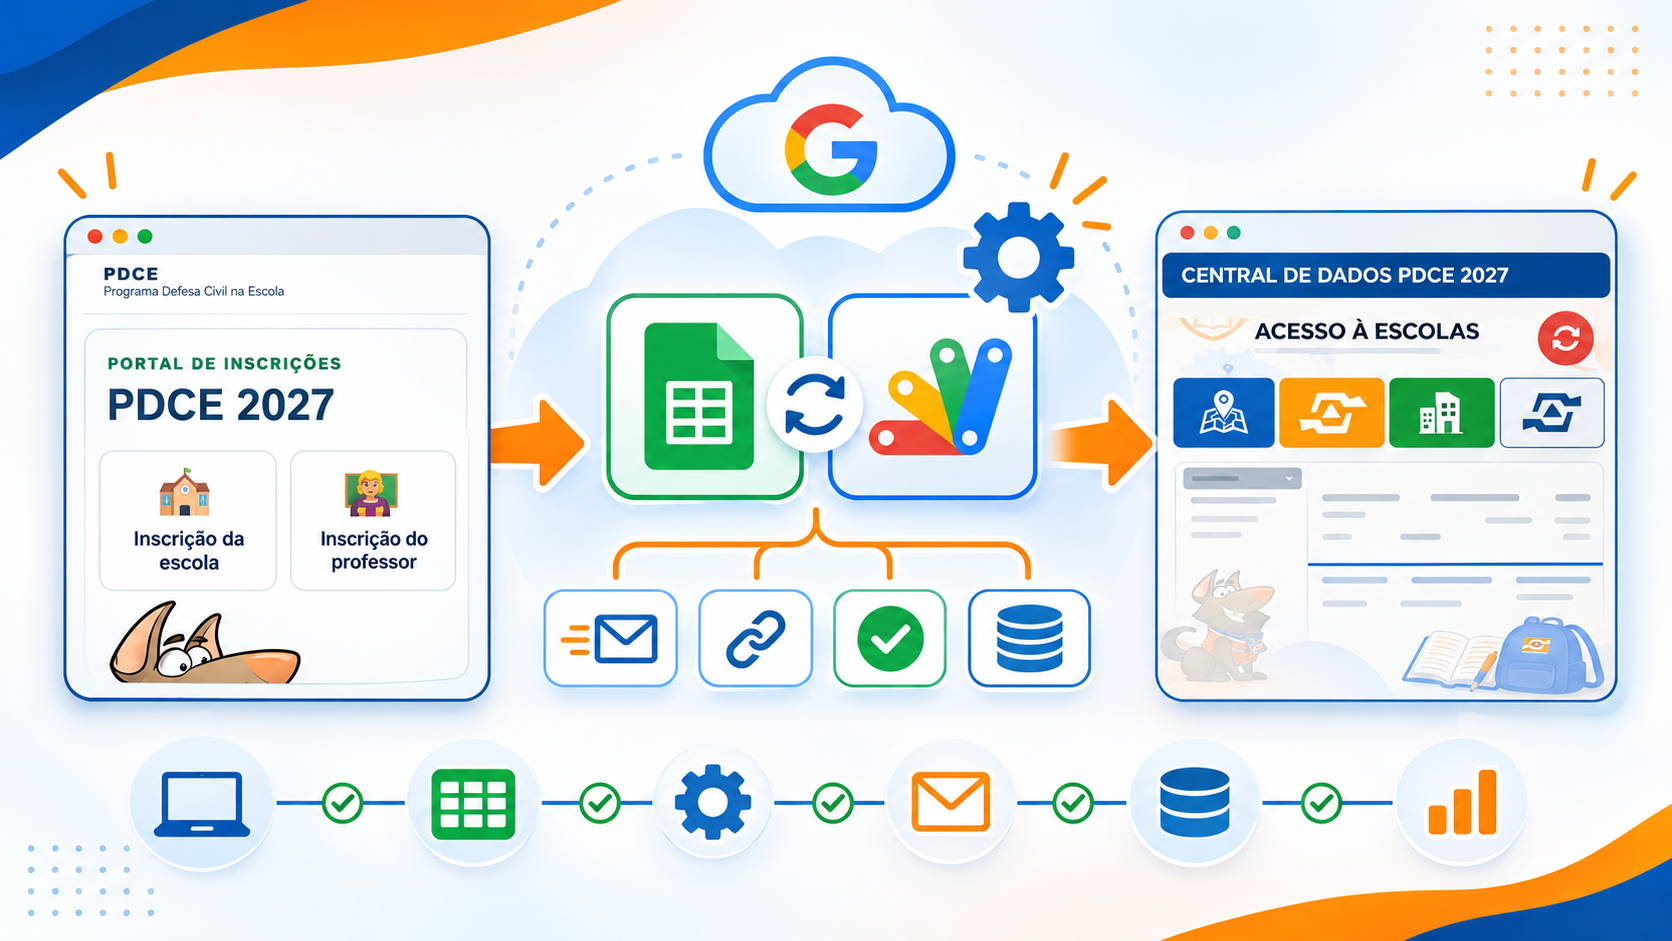 PDCE
Programa Defesa Civil na Escola
PORTAL DE INSCRIÇÕES
PDCE 2027
Inscrição da
escola
Inscrição do
professor
G
CENTRAL DE DADOS PDCE 2027
ACESSO À ESCOLAS